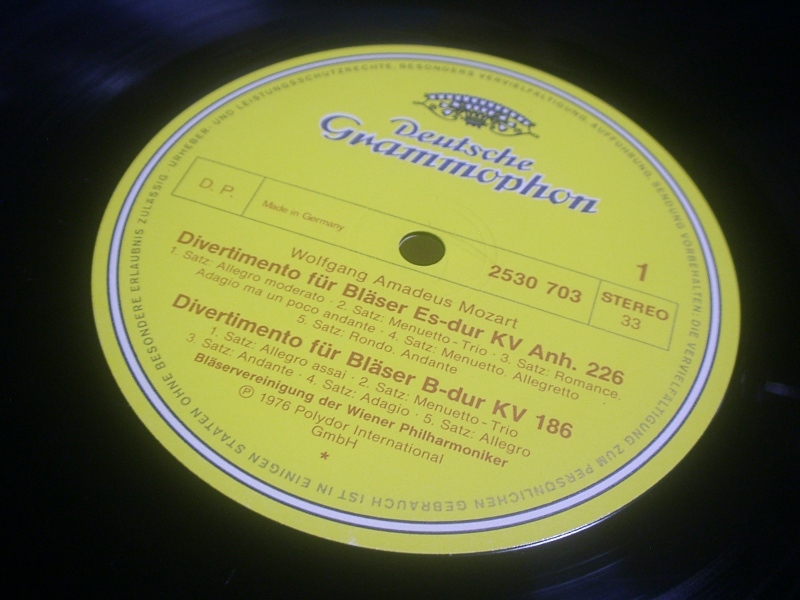 Deutsche
Grammophon
D. P.
Made in Germany
2530 703
1
STEREO
33
Wolfgang Amadeus Mozart
Divertimento für Bläser Es-dur KV Anh. 226
1. Satz: Allegro moderato · 2. Satz: Menuetto - Trio · 3. Satz: Romance.
Adagio ma un poco andante · 4. Satz: Menuetto. Allegretto ·
5. Satz: Rondo. Andante
Divertimento für Bläser B-dur KV 186
1. Satz: Allegro assai · 2. Satz: Menuetto - Trio
3. Satz: Andante · 4. Satz: Adagio · 5. Satz: Allegro
Bläservereinigung der Wiener Philharmoniker
℗ 1976 Polydor International
GmbH
*
URHEBER- UND LEISTUNGSSCHUTZRECHTE, BESONDERS VERVIELFÄLTIGUNG, AUFFÜHRUNG, SENDUNG VORBEHALTEN. DIE VERVIELFÄLTIGUNG ZUM PERSÖNLICHEN GEBRAUCH IST IN EINIGEN STAATEN OHNE BESONDERE ERLAUBNIS ZULÄSSIG ·